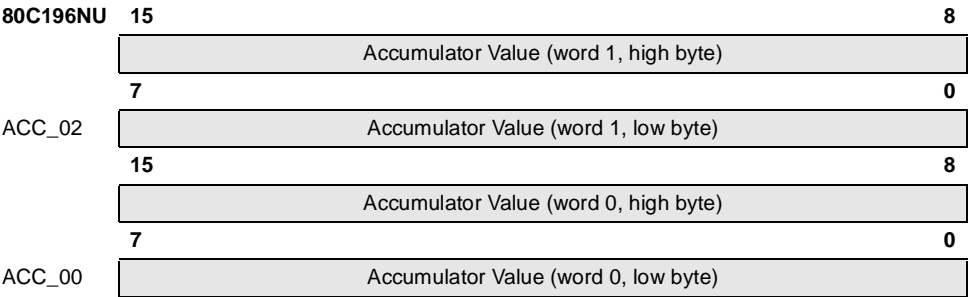 80C196NU 15 8
Accumulator Value (word 1, high byte)
7 0
ACC_02 Accumulator Value (word 1, low byte)
15 8
Accumulator Value (word 0, high byte)
7 0
ACC_00 Accumulator Value (word 0, low byte)